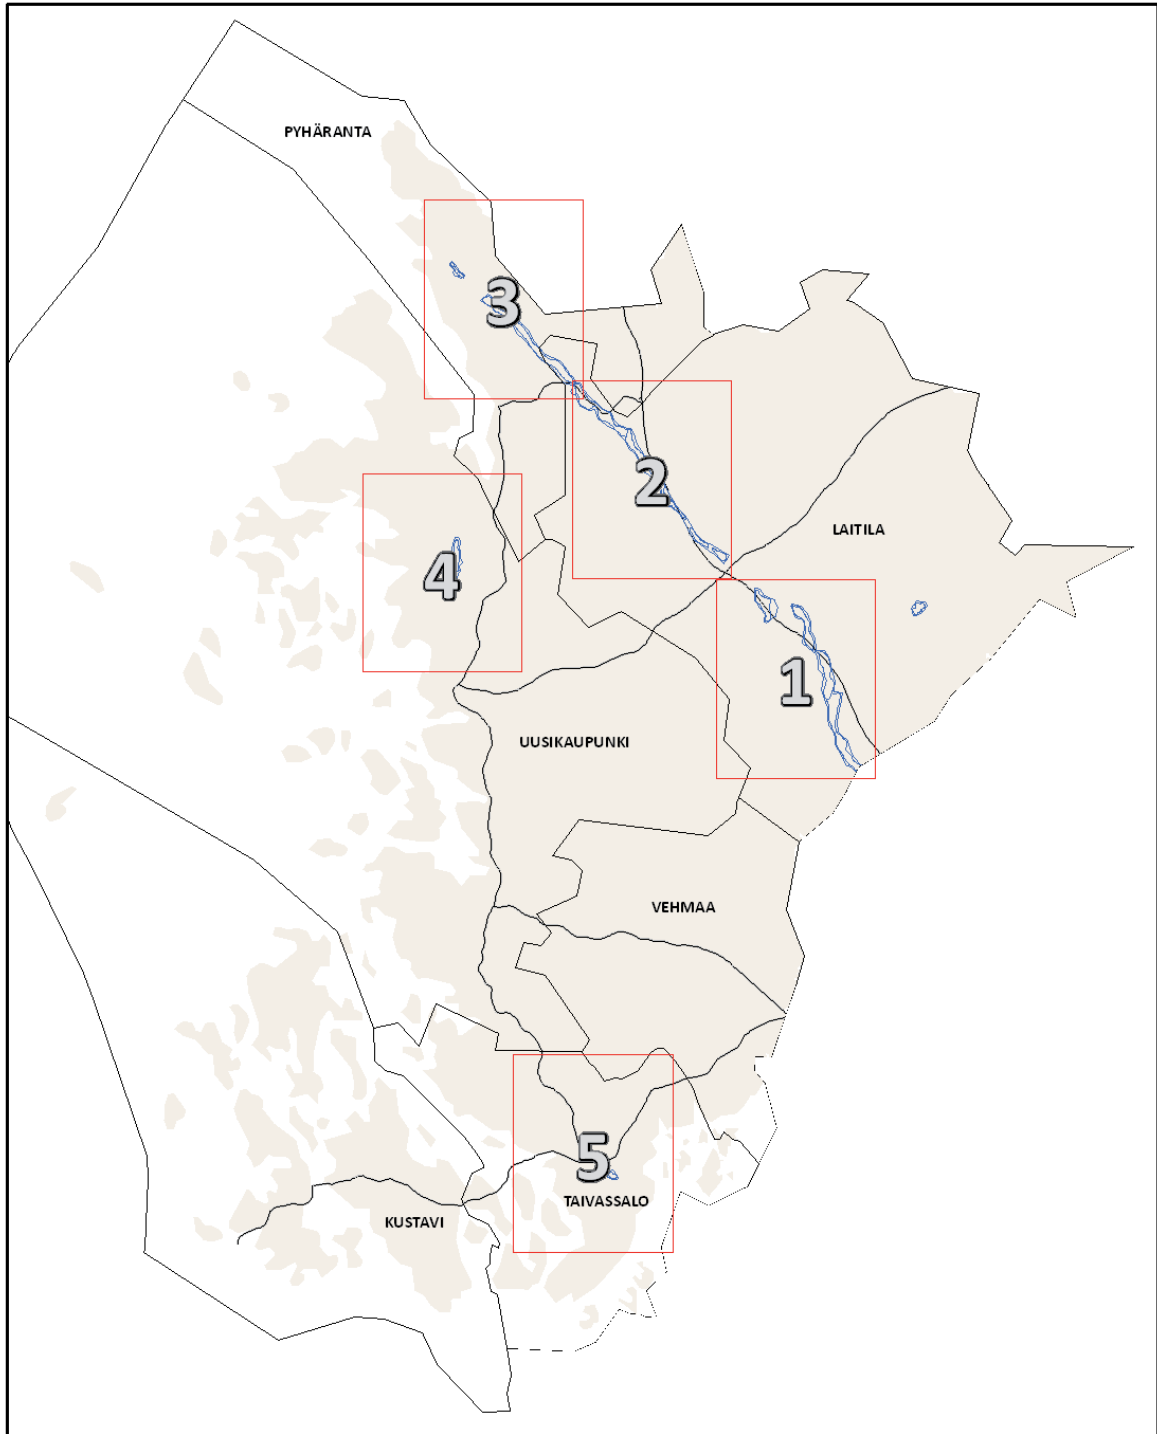 PYHÄRANTA
3
2
LAITILA
4
1
UUSIKAUPUNKI
VEHMAA
5
TAIVASSALO
KUSTAVI